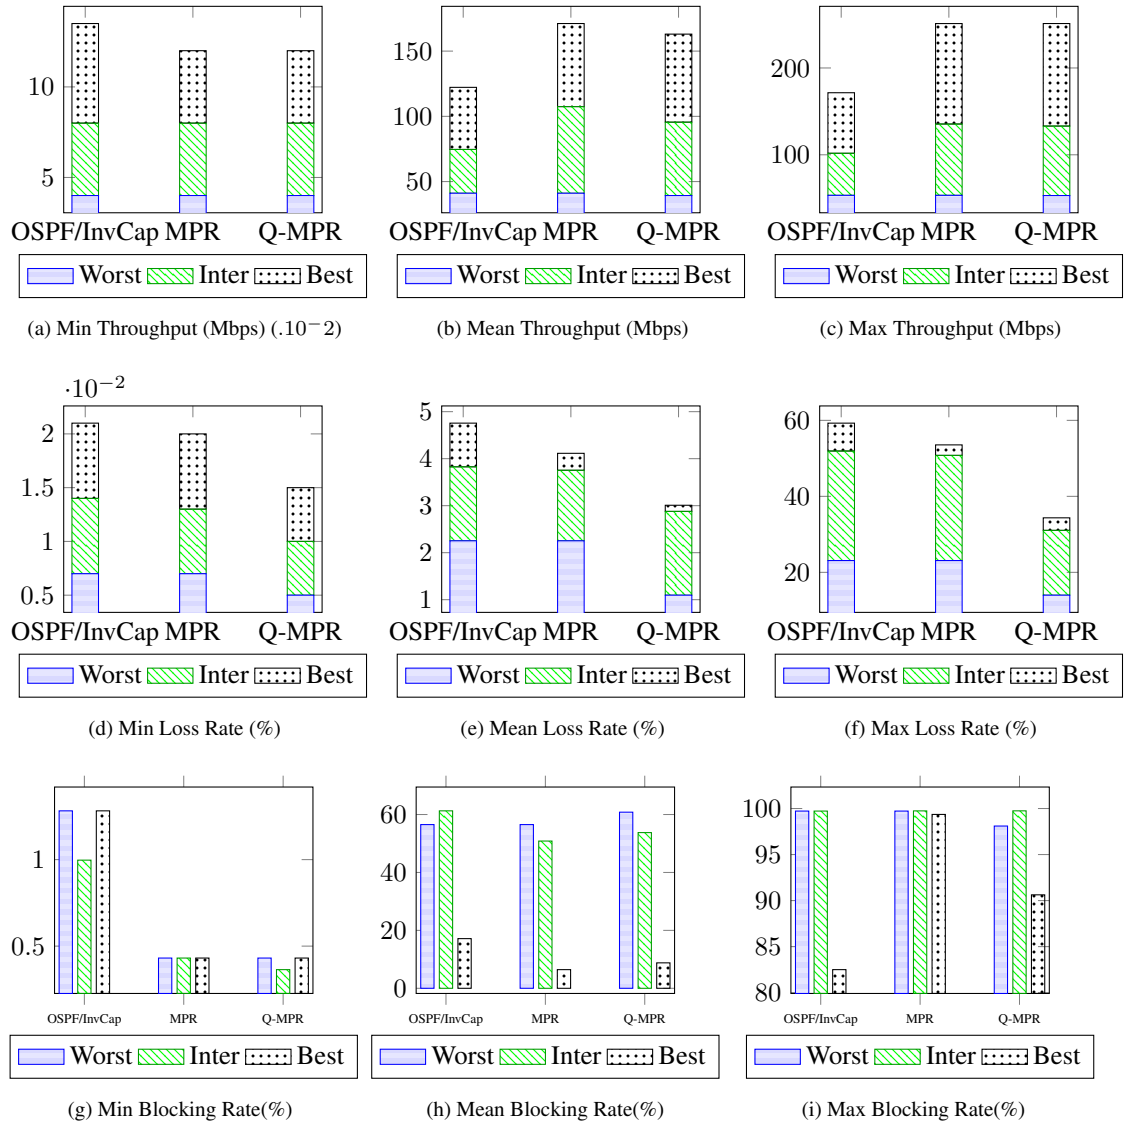 10
5
OSPF/InvCap MPR Q-MPR
Worst Inter Best
(a) Min Throughput (Mbps) (.10−2)
150
100
50
OSPF/InvCap MPR Q-MPR
Worst Inter Best
(b) Mean Throughput (Mbps)
200
100
OSPF/InvCap MPR Q-MPR
Worst Inter Best
(c) Max Throughput (Mbps)
·10−2
2
1.5
1
0.5
OSPF/InvCap MPR Q-MPR
Worst Inter Best
(d) Min Loss Rate (%)
5
4
3
2
1
OSPF/InvCap MPR Q-MPR
Worst Inter Best
(e) Mean Loss Rate (%)
60
40
20
OSPF/InvCap MPR Q-MPR
Worst Inter Best
(f) Max Loss Rate (%)
1
0.5
OSPF/InvCap MPR Q-MPR
Worst Inter Best
(g) Min Blocking Rate(%)
60
40
20
0
OSPF/InvCap MPR Q-MPR
Worst Inter Best
(h) Mean Blocking Rate(%)
100
95
90
85
80
OSPF/InvCap MPR Q-MPR
Worst Inter Best
(i) Max Blocking Rate(%)